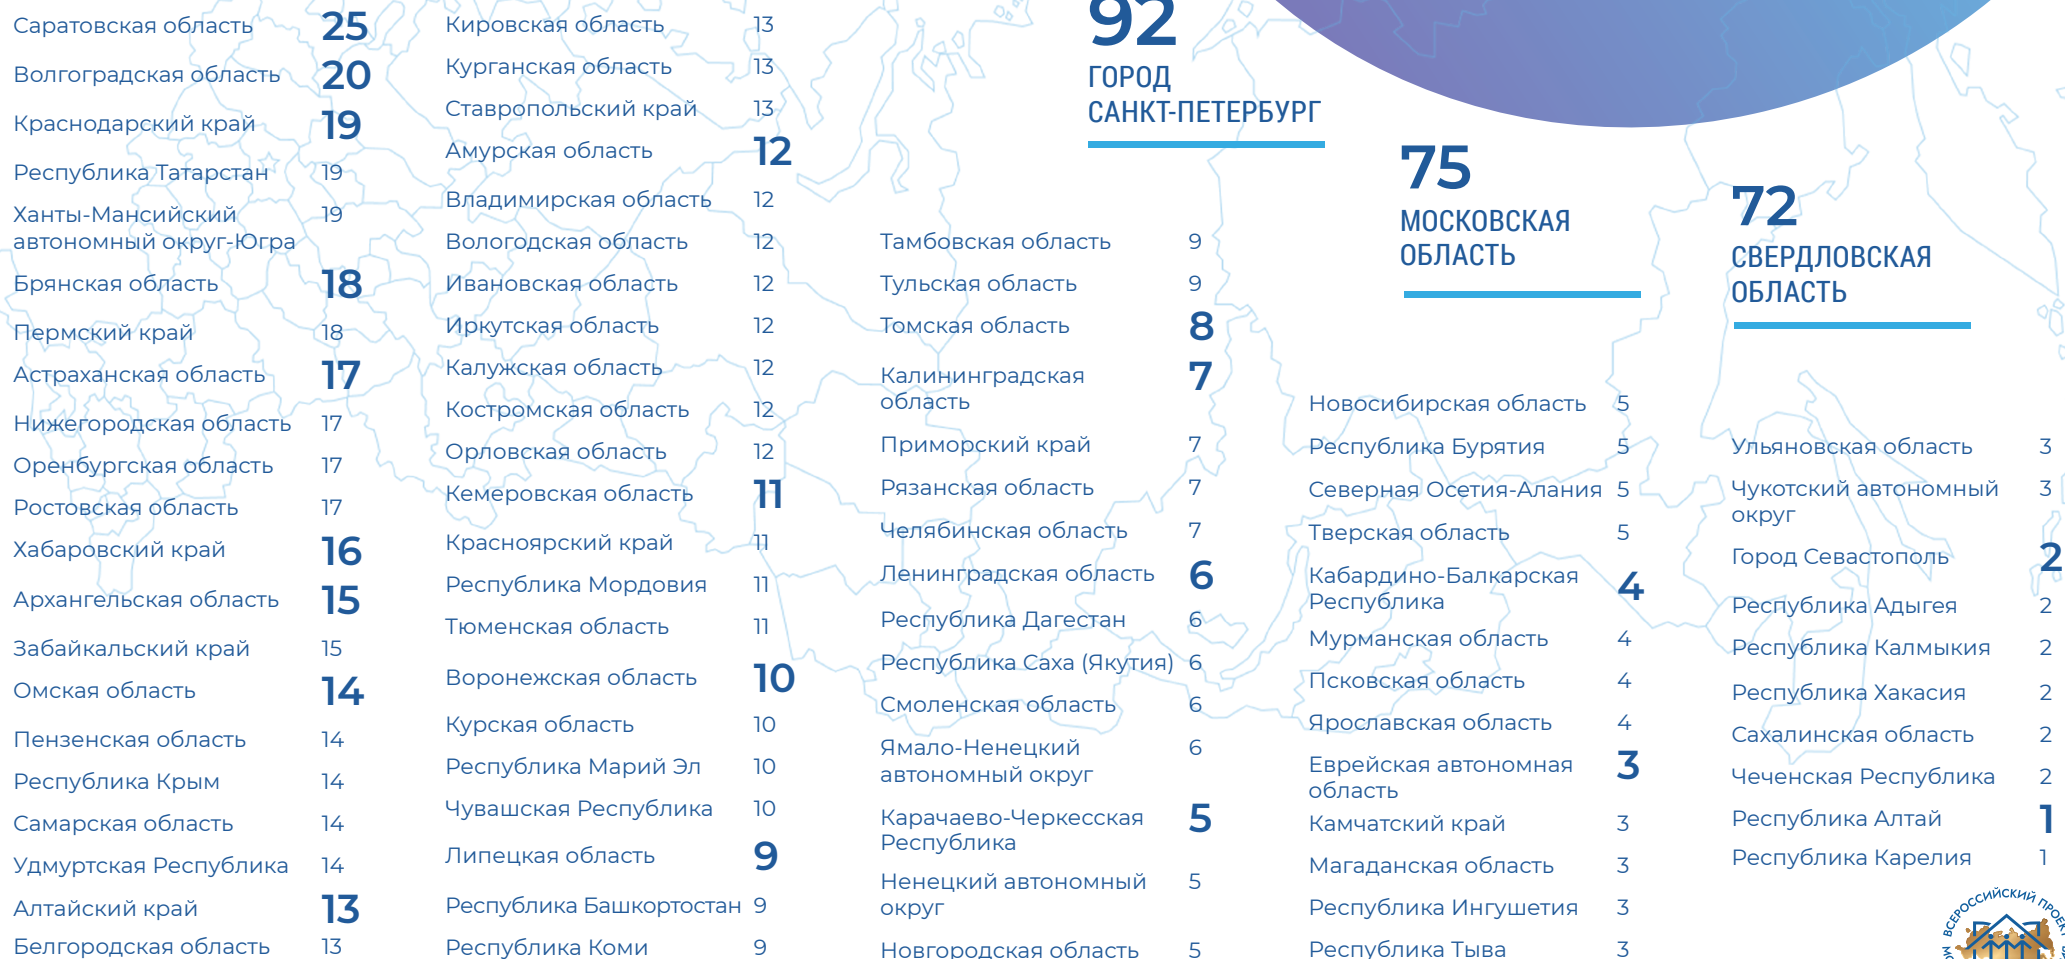 Саратовская область 25
Волгоградская область 20
Краснодарский край 19
Республика Татарстан 19
Ханты-Мансийский 19
автономный округ-Югра
Брянская область 18
Пермский край 18
Астраханская область 17
Нижегородская область 17
Оренбургская область 17
Ростовская область 17
Хабаровский край 16
Архангельская область 15
Забайкальский край 15
Омская область 14
Пензенская область 14
Республика Крым 14
Самарская область 14
Удмуртская Республика 14
Алтайский край 13
Белгородская область 13
Кировская область 13
Курганская область 13
Ставропольский край 13
Амурская область 12
Владимирская область 12
Вологодская область 12
Ивановская область 12
Иркутская область 12
Калужская область 12
Костромская область 12
Орловская область 12
Кемеровская область 11
Красноярский край 11
Республика Мордовия 11
Тюменская область 11
Воронежская область 10
Курская область 10
Республика Марий Эл 10
Чувашская Республика 10
Липецкая область 9
Республика Башкортостан 9
Республика Коми 9
92
ГОРОД
САНКТ-ПЕТЕРБУРГ
75
МОСКОВСКАЯ
ОБЛАСТЬ
72
СВЕРДЛОВСКАЯ
ОБЛАСТЬ
Тамбовская область 9
Тульская область 9
Томская область 8
Калининградская 7
область
Приморский край 7
Рязанская область 7
Челябинская область 7
Ленинградская область 6
Республика Дагестан 6
Республика Саха (Якутия) 6
Смоленская область 6
Ямало-Ненецкий 6
автономный округ
Карачаево-Черкесская 5
Республика
Ненецкий автономный 5
округ
Новгородская область 5
Новосибирская область 5
Республика Бурятия 5
Северная Осетия-Алания 5
Тверская область 5
Кабардино-Балкарская 4
Республика
Мурманская область 4
Псковская область 4
Ярославская область 4
Еврейская автономная 3
область
Камчатский край 3
Магаданская область 3
Республика Ингушетия 3
Республика Тыва 3
Ульяновская область 3
Чукотский автономный 3
округ
Город Севастополь 2
Республика Адыгея 2
Республика Калмыкия 2
Республика Хакасия 2
Сахалинская область 2
Чеченская Республика 2
Республика Алтай 1
Республика Карелия 1
ВСЕРОССИЙСКИЙ ПРОЕКТ